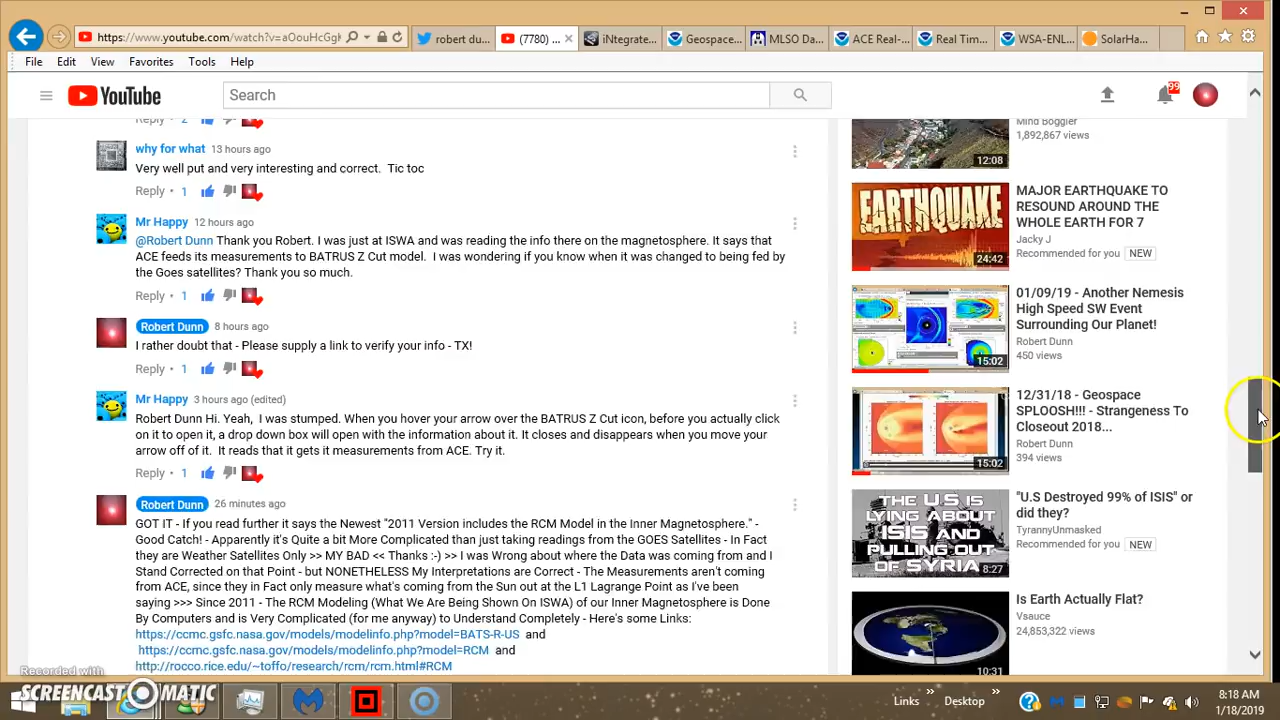 https://www.youtube.com/watch?v=aOouHcGgH
robert du...
(7780) ...
iNtegrate...
Geospace...
MLSO Da...
ACE Real-...
Real Tim...
WSA-ENL...
SolarHa...
File Edit View Favorites Tools Help
YouTube
Search
99
Reply · 2
why for what 13 hours ago
Very well put and very interesting and correct. Tic toc
Reply · 1
Mr Happy 12 hours ago
@Robert Dunn Thank you Robert. I was just at ISWA and was reading the info there on the magnetosphere. It says that
ACE feeds its measurements to BATRUS Z Cut model. I was wondering if you know when it was changed to being fed by
the Goes satellites? Thank you so much.
Reply · 1
Robert Dunn 8 hours ago
I rather doubt that - Please supply a link to verify your info - TX!
Reply · 1
Mr Happy 3 hours ago (edited)
Robert Dunn Hi. Yeah, I was stumped. When you hover your arrow over the BATRUS Z Cut icon, before you actually click
on it to open it, a drop down box will open with the information about it. It closes and disappears when you move your
arrow off of it. It reads that it gets it measurements from ACE. Try it.
Reply · 1
Robert Dunn 26 minutes ago
GOT IT - If you read further it says the Newest "2011 Version includes the RCM Model in the Inner Magnetosphere." -
Good Catch! - Apparently it's Quite a bit More Complicated than just taking readings from the GOES Satellites - In Fact
they are Weather Satellites Only >> MY BAD << Thanks :-) >> I was Wrong about where the Data was coming from and I
Stand Corrected on that Point - but NONETHELESS My Interpretations are Correct - The Measurements aren't coming
from ACE, since they in Fact only measure what's coming from the Sun out at the L1 Lagrange Point as I've been
saying >>> Since 2011 - The RCM Modeling (What We Are Being Shown On ISWA) of our Inner Magnetosphere is Done
By Computers and is Very Complicated (for me anyway) to Understand Completely - Here's some Links:
https://ccmc.gsfc.nasa.gov/models/modelinfo.php?model=BATS-R-US and
https://ccmc.gsfc.nasa.gov/models/modelinfo.php?model=RCM and
http://rocco.rice.edu/~toffo/research/rcm/rcm.html#RCM
Mind Boggler
1,892,867 views
12:08
EARTHQUAKE
24:42
MAJOR EARTHQUAKE TO
RESOUND AROUND THE
WHOLE EARTH FOR 7
Jacky J
Recommended for you NEW
15:02
01/09/19 - Another Nemesis
High Speed SW Event
Surrounding Our Planet!
Robert Dunn
450 views
15:02
12/31/18 - Geospace
SPLOOSH!!! - Strangeness To
Closeout 2018...
Robert Dunn
394 views
THE U.S IS
LYING ABOUT
ISIS AND
PULLING OUT
OF SYRIA
8:27
"U.S Destroyed 99% of ISIS" or
did they?
TyrannyUnmasked
Recommended for you NEW
10:31
Is Earth Actually Flat?
Vsauce
24,853,322 views
Recorded with
SCREENCAST-O-MATIC
Links » Desktop »
8:18 AM
1/18/2019